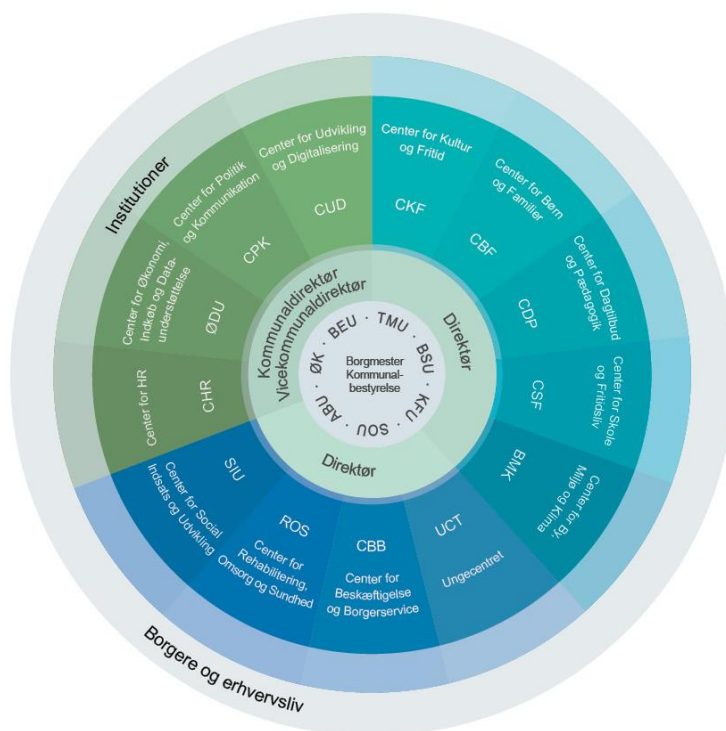 Institutioner
Center for Udvikling
og Digitalisering
CUD
Center for Kultur
og Fritid
CKF
Center for Børn
og Familier
CBF
Center for Dagtilbud
og Pædagogik
CDP
Center for Skole
og Fritidsliv
CSF
Center for By,
Miljø og Klima
BMK
Ungecentret
UCT
CBB
Center for
Beskæftigelse
og Borgerservice
ROS
Center for
Rehabilitering,
Omsorg og Sundhed
SIU
Center for Social
Indsats og Udvikling
Center for HR
CHR
Center for Økonomi,
Indkøb og Data-
understøttelse
ØDU
Center for Politik
og Kommunikation
CPK
Kommunaldirektør
Vicekommunaldirektør
Direktør
Direktør
ØK · BEU · TMU · BSU · KFU · SOU · ABU ·
Borgmester
Kommunal-
bestyrelse
Borgere og erhvervsliv